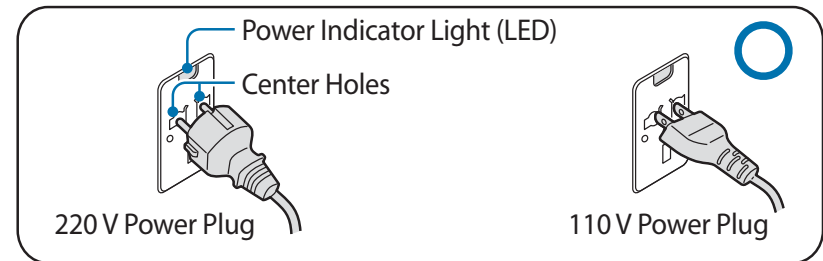 Power Indicator Light (LED)
Center Holes
220 V Power Plug
110 V Power Plug